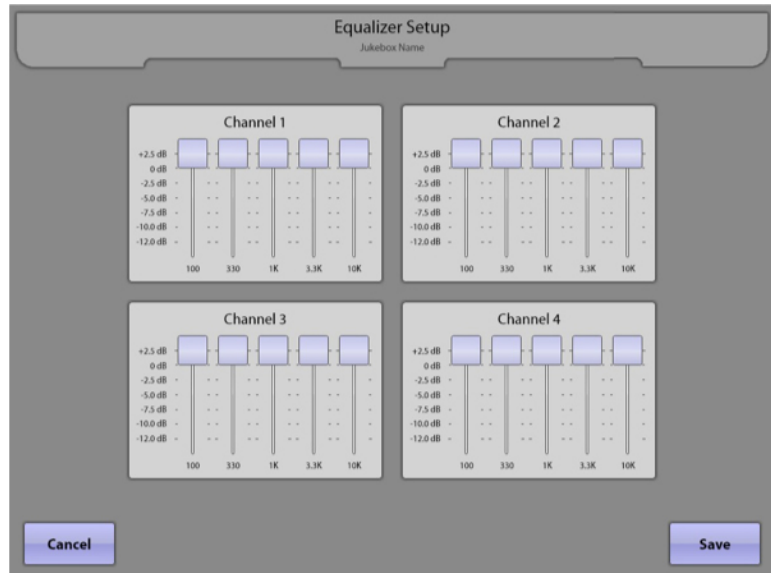 Equalizer Setup
Jukebox Name
Channel 1
+2.5 dB
0 dB
-2.5 dB
-5.0 dB
-7.5 dB
-10.0 dB
-12.0 dB
100 330 1K 3.3K 10K
Channel 2
+2.5 dB
0 dB
-2.5 dB
-5.0 dB
-7.5 dB
-10.0 dB
-12.0 dB
100 330 1K 3.3K 10K
Channel 3
+2.5 dB
0 dB
-2.5 dB
-5.0 dB
-7.5 dB
-10.0 dB
-12.0 dB
100 330 1K 3.3K 10K
Channel 4
+2.5 dB
0 dB
-2.5 dB
-5.0 dB
-7.5 dB
-10.0 dB
-12.0 dB
100 330 1K 3.3K 10K
Cancel
Save